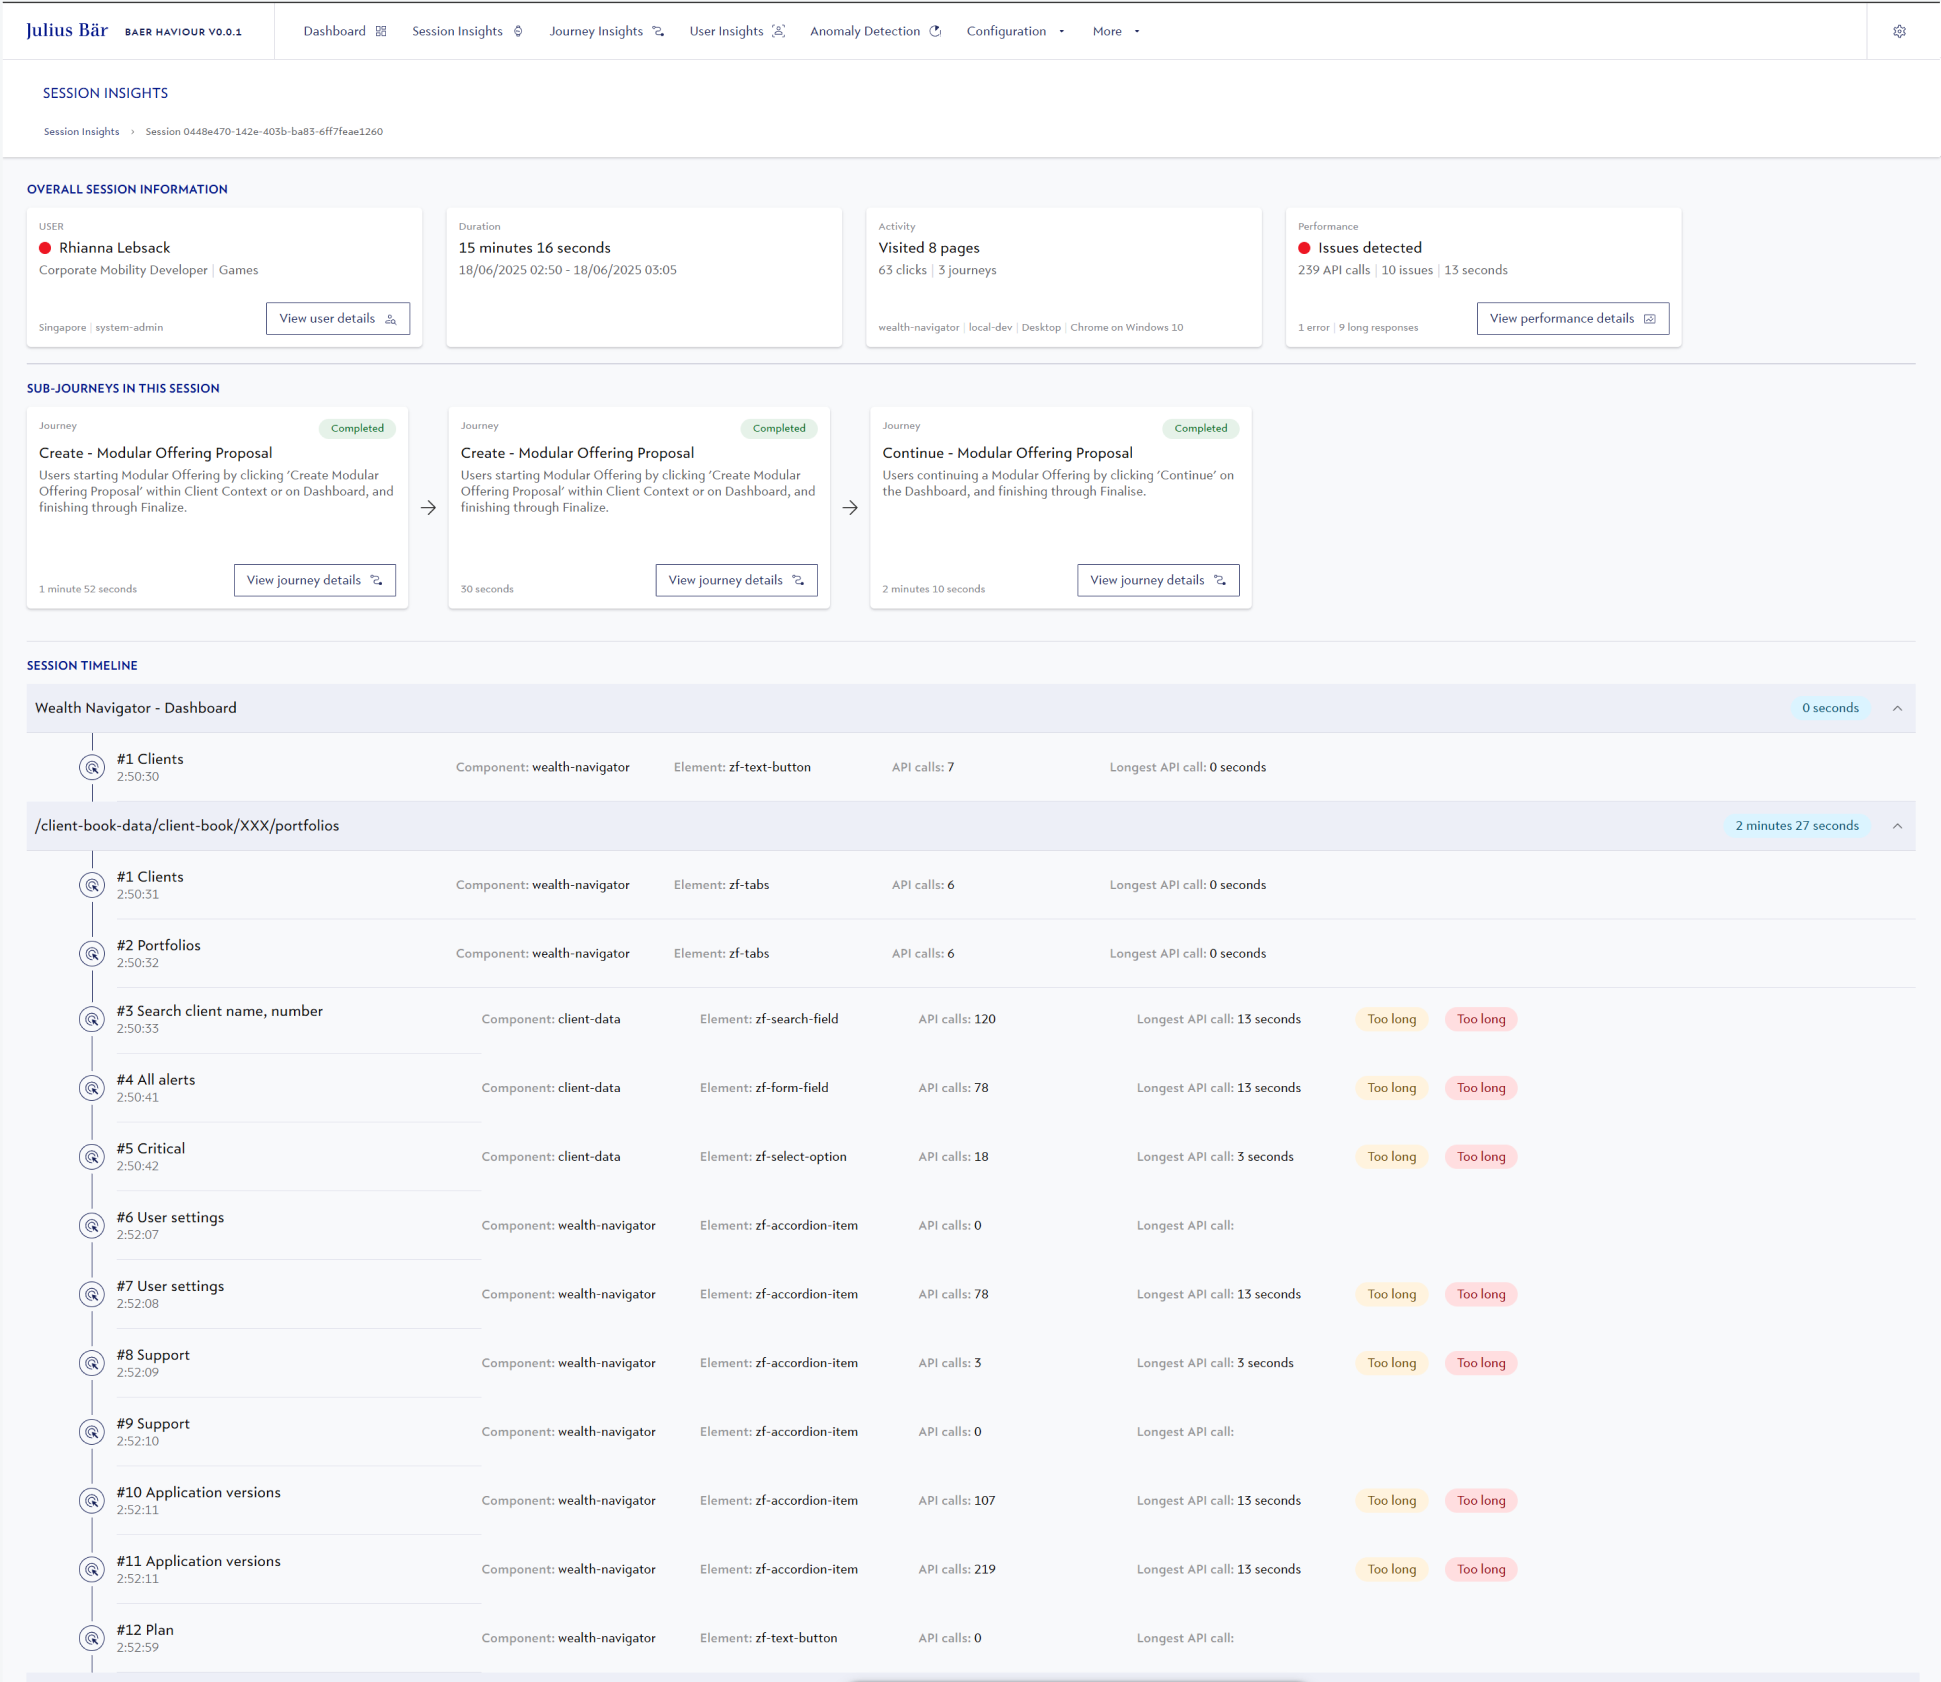 Julius Bär BAER HAVIOUR V0.0.1 Dashboard Session Insights Journey Insights User Insights Anomaly Detection Configuration More
SESSION INSIGHTS
Session Insights › Session 0448e470-142e-403b-ba83-6ff7feae1260
OVERALL SESSION INFORMATION
USER
Rhianna Lebsack
Corporate Mobility Developer | Games
Singapore | system-admin
View user details
Duration
15 minutes 16 seconds
18/06/2025 02:50 - 18/06/2025 03:05
Activity
Visited 8 pages
63 clicks | 3 journeys
wealth-navigator | local-dev | Desktop | Chrome on Windows 10
Performance
Issues detected
239 API calls | 10 issues | 13 seconds
1 error | 9 long responses
View performance details
SUB-JOURNEYS IN THIS SESSION
Journey
Completed
Create - Modular Offering Proposal
Users starting Modular Offering by clicking 'Create Modular
Offering Proposal' within Client Context or on Dashboard, and
finishing through Finalize.
1 minute 52 seconds
View journey details
Journey
Completed
Create - Modular Offering Proposal
Users starting Modular Offering by clicking 'Create Modular
Offering Proposal' within Client Context or on Dashboard, and
finishing through Finalize.
30 seconds
View journey details
Journey
Completed
Continue - Modular Offering Proposal
Users continuing a Modular Offering by clicking 'Continue' on
the Dashboard, and finishing through Finalise.
2 minutes 10 seconds
View journey details
SESSION TIMELINE
Wealth Navigator - Dashboard 0 seconds
#1 Clients
2:50:30
Component: wealth-navigator Element: zf-text-button API calls: 7 Longest API call: 0 seconds
/client-book-data/client-book/XXX/portfolios 2 minutes 27 seconds
#1 Clients
2:50:31
Component: wealth-navigator Element: zf-tabs API calls: 6 Longest API call: 0 seconds
#2 Portfolios
2:50:32
Component: wealth-navigator Element: zf-tabs API calls: 6 Longest API call: 0 seconds
#3 Search client name, number
2:50:33
Component: client-data Element: zf-search-field API calls: 120 Longest API call: 13 seconds Too long Too long
#4 All alerts
2:50:41
Component: client-data Element: zf-form-field API calls: 78 Longest API call: 13 seconds Too long Too long
#5 Critical
2:50:42
Component: client-data Element: zf-select-option API calls: 18 Longest API call: 3 seconds Too long Too long
#6 User settings
2:52:07
Component: wealth-navigator Element: zf-accordion-item API calls: 0 Longest API call:
#7 User settings
2:52:08
Component: wealth-navigator Element: zf-accordion-item API calls: 78 Longest API call: 13 seconds Too long Too long
#8 Support
2:52:09
Component: wealth-navigator Element: zf-accordion-item API calls: 3 Longest API call: 3 seconds Too long Too long
#9 Support
2:52:10
Component: wealth-navigator Element: zf-accordion-item API calls: 0 Longest API call:
#10 Application versions
2:52:11
Component: wealth-navigator Element: zf-accordion-item API calls: 107 Longest API call: 13 seconds Too long Too long
#11 Application versions
2:52:11
Component: wealth-navigator Element: zf-accordion-item API calls: 219 Longest API call: 13 seconds Too long Too long
#12 Plan
2:52:59
Component: wealth-navigator Element: zf-text-button API calls: 0 Longest API call: